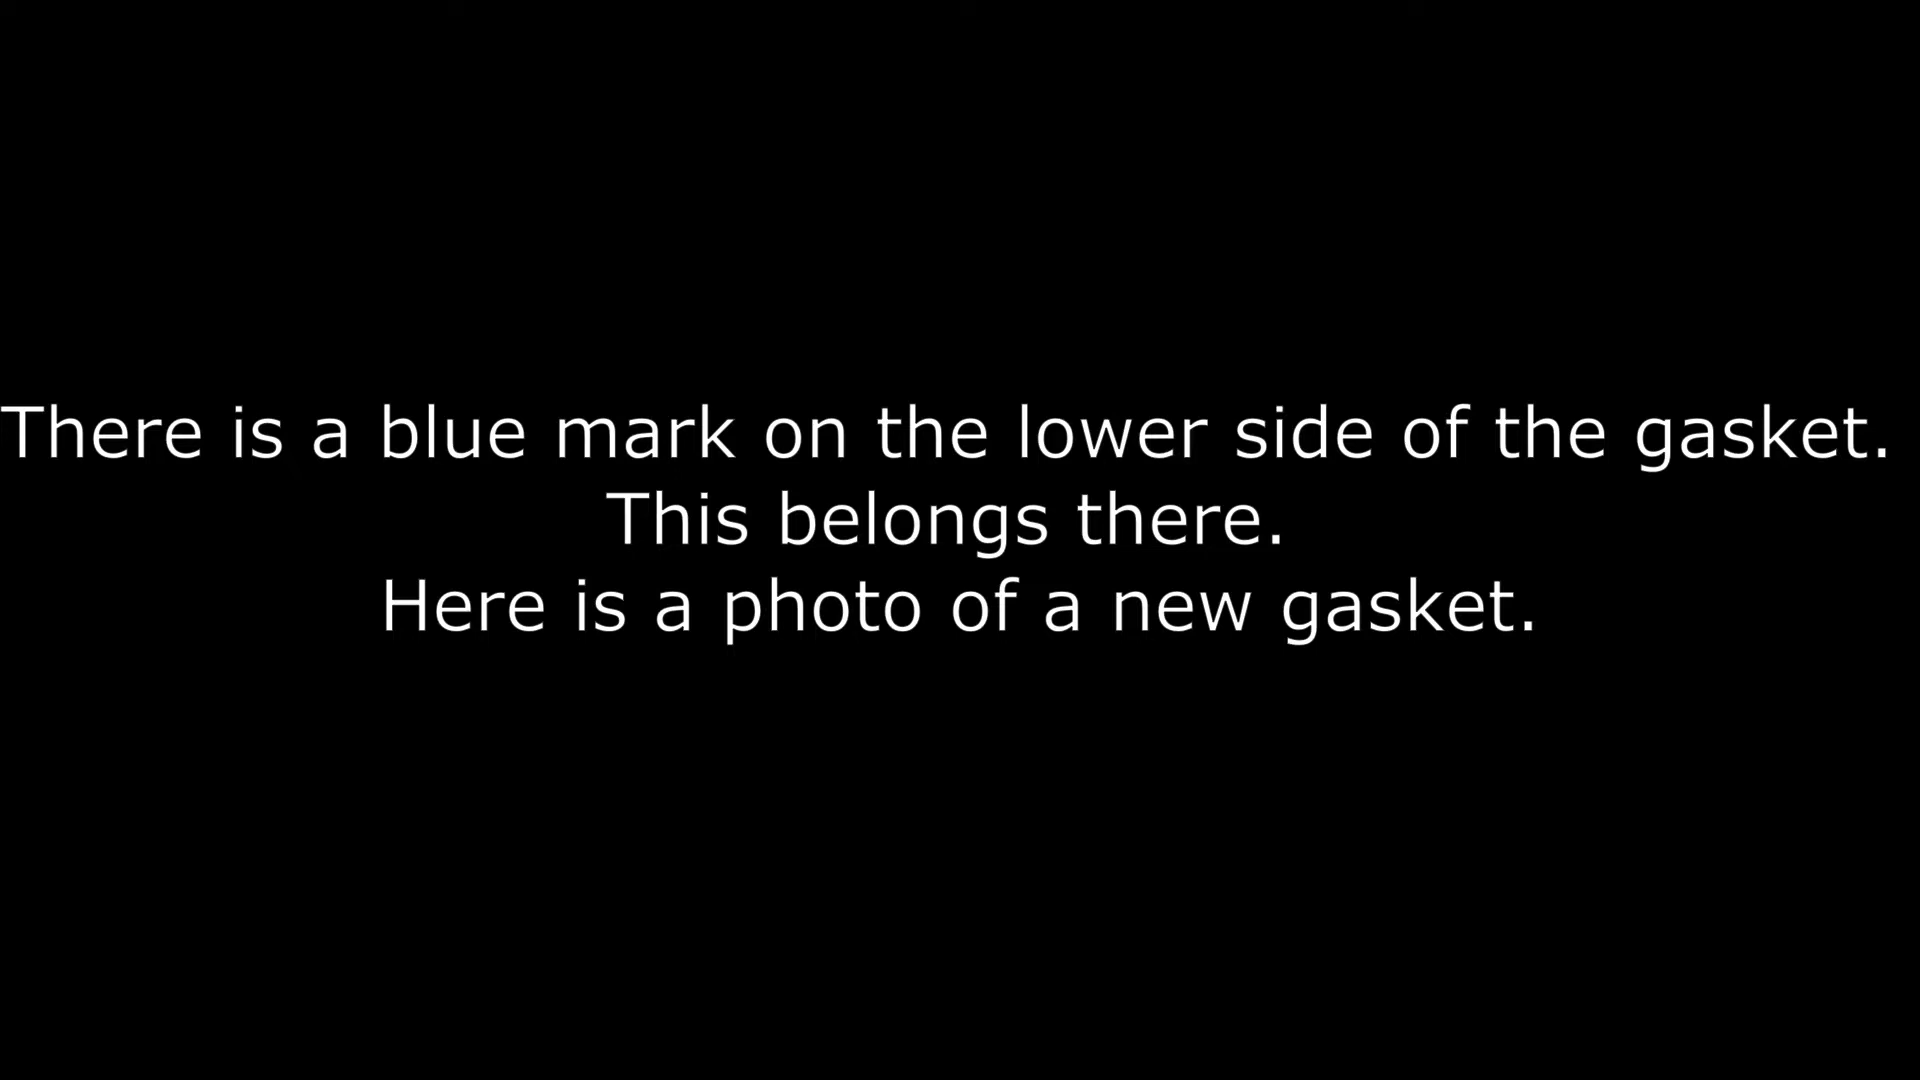 There is a blue mark on the lower side of the gasket.
This belongs there.
Here is a photo of a new gasket.